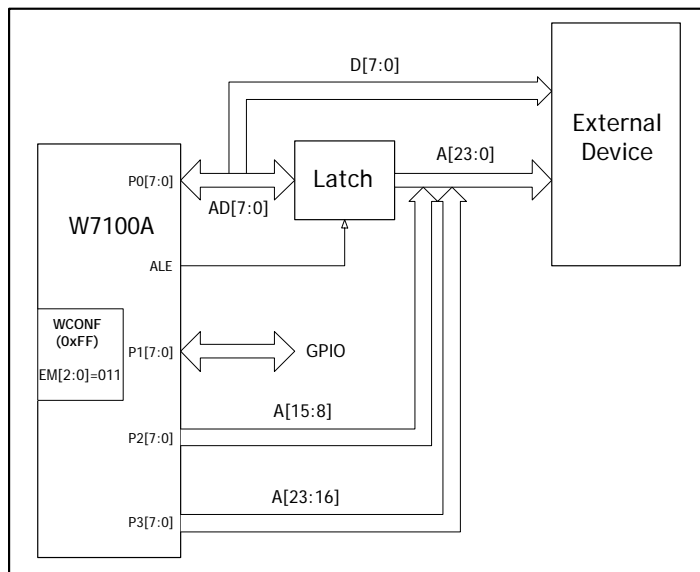 D[7:0]
External
Device
P0[7:0]
AD[7:0]
Latch
A[23:0]
W7100A
ALE
WCONF
(0xFF)
EM[2:0]=011
P1[7:0]
GPIO
A[15:8]
P2[7:0]
A[23:16]
P3[7:0]